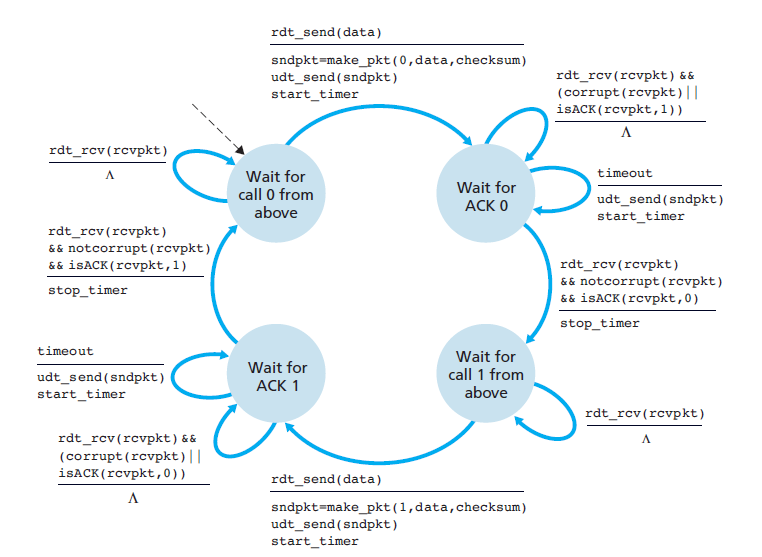 rdt_send(data)
sndpkt=make_pkt(0,data,checksum)
udt_send(sndpkt)
start_timer
rdt_rcv(rcvpkt) &&
(corrupt(rcvpkt)||
isACK(rcvpkt,1))
Λ
rdt_rcv(rcvpkt)
Λ
Wait for
call 0 from
above
Wait for
ACK 0
timeout
udt_send(sndpkt)
start_timer
rdt_rcv(rcvpkt)
&& notcorrupt(rcvpkt)
&& isACK(rcvpkt,1)
stop_timer
rdt_rcv(rcvpkt)
&& notcorrupt(rcvpkt)
&& isACK(rcvpkt,0)
stop_timer
timeout
udt_send(sndpkt)
start_timer
Wait for
ACK 1
Wait for
call 1 from
above
rdt_rcv(rcvpkt)
Λ
rdt_rcv(rcvpkt) &&
(corrupt(rcvpkt)||
isACK(rcvpkt,0))
Λ
rdt_send(data)
sndpkt=make_pkt(1,data,checksum)
udt_send(sndpkt)
start_timer